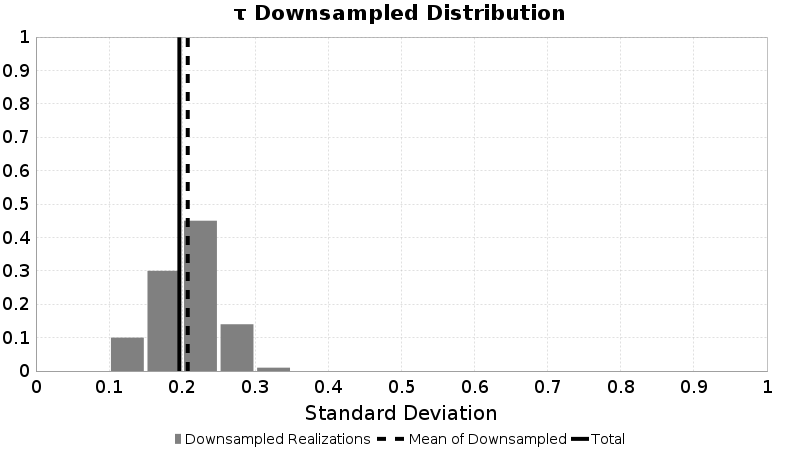 τ Downsampled Distribution
1
0.9
0.8
0.7
0.6
0.5
0.4
0.3
0.2
0.1
0
0 0.1 0.2 0.3 0.4 0.5 0.6 0.7 0.8 0.9 1
Standard Deviation
Downsampled Realizations Mean of Downsampled Total